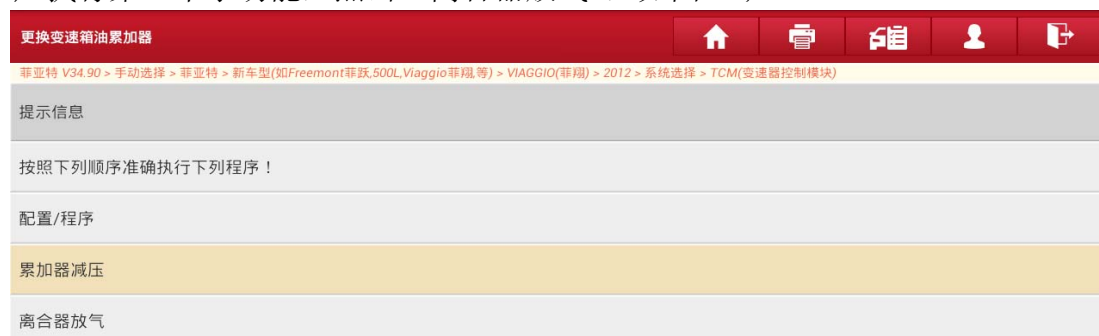 更换变速箱油累加器
菲亚特 V34.90 > 手动选择 > 菲亚特 > 新车型(如Freemont菲跃,500L,Viaggio菲翔,等) > VIAGGIO(菲翔) > 2012 > 系统选择 > TCM(变速器控制模块)
提示信息
按照下列顺序准确执行下列程序！
配置/程序
累加器减压
离合器放气